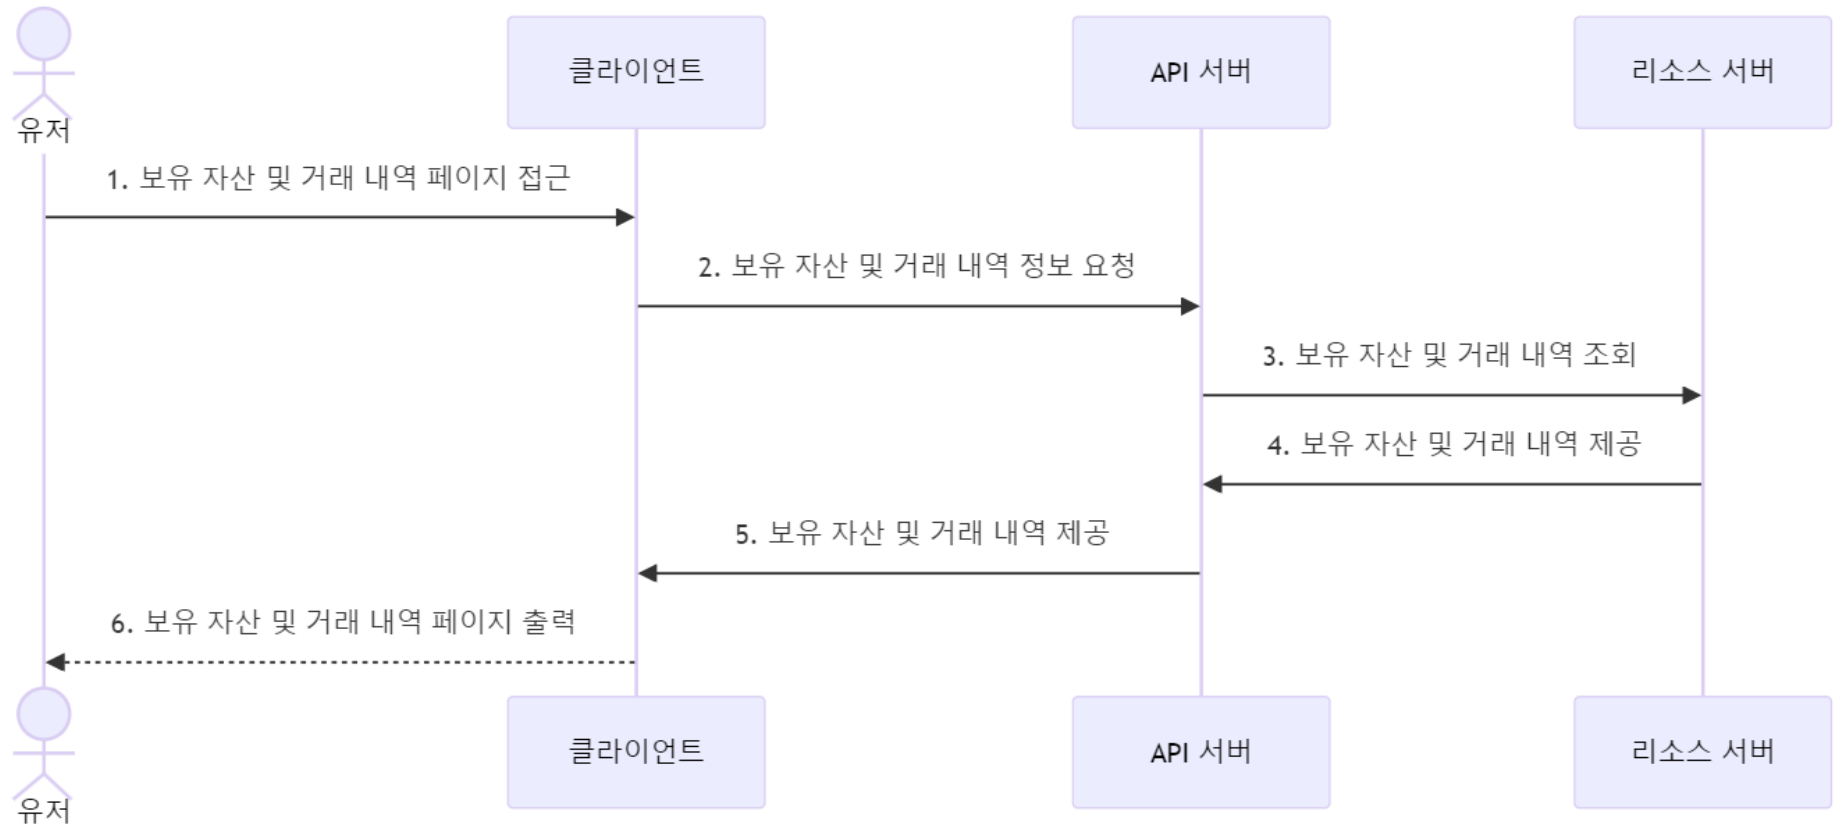 클라이언트
API 서버
리소스 서버
유저
1. 보유 자산 및 거래 내역 페이지 접근
2. 보유 자산 및 거래 내역 정보 요청
3. 보유 자산 및 거래 내역 조회
4. 보유 자산 및 거래 내역 제공
5. 보유 자산 및 거래 내역 제공
6. 보유 자산 및 거래 내역 페이지 출력
클라이언트
API 서버
리소스 서버
유저